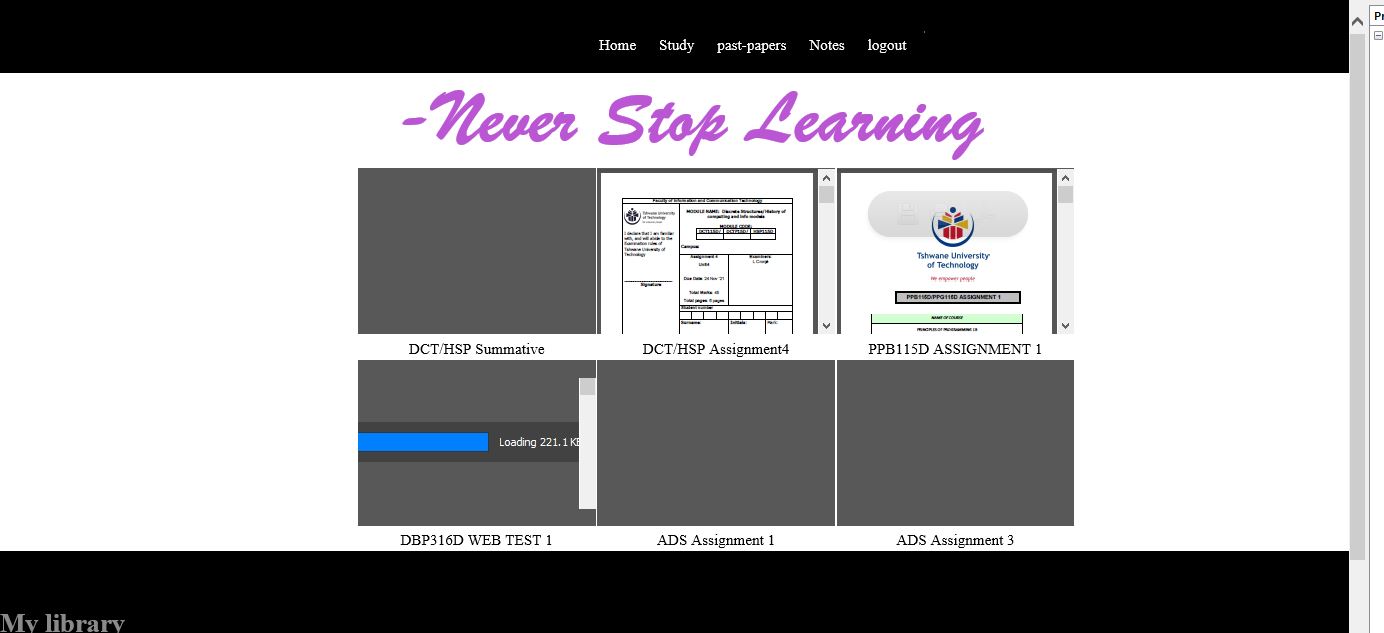 Pr
Home Study past-papers Notes logout
-Never Stop Learning
Faculty of Information and Communication Technology
Tshwane University
of Technology
MODULE NAME: Discrete Structures/History of
computing and info models
MODULE CODE:
DCT115D / DCTP15D / HSP115D
I declare that I am familiar
with, and will abide to the
Examination rules of
Tshwane University of
Technology
Signature
Campus:
Assignment 4
Examiners:
Due Date: 24 Nov '21
Total Marks: 45
Total pages: 6 pages
Student number
Surname: Initials:
Tshwane University
of Technology
We empower people
PPB115D/PPG115D ASSIGNMENT 1
NAME OF COURSE
PRINCIPLES OF PROGRAMMING 1B
DCT/HSP Summative
DCT/HSP Assignment4
PPB115D ASSIGNMENT 1
Loading 221.1 KB
DBP316D WEB TEST 1
ADS Assignment 1
ADS Assignment 3
My library